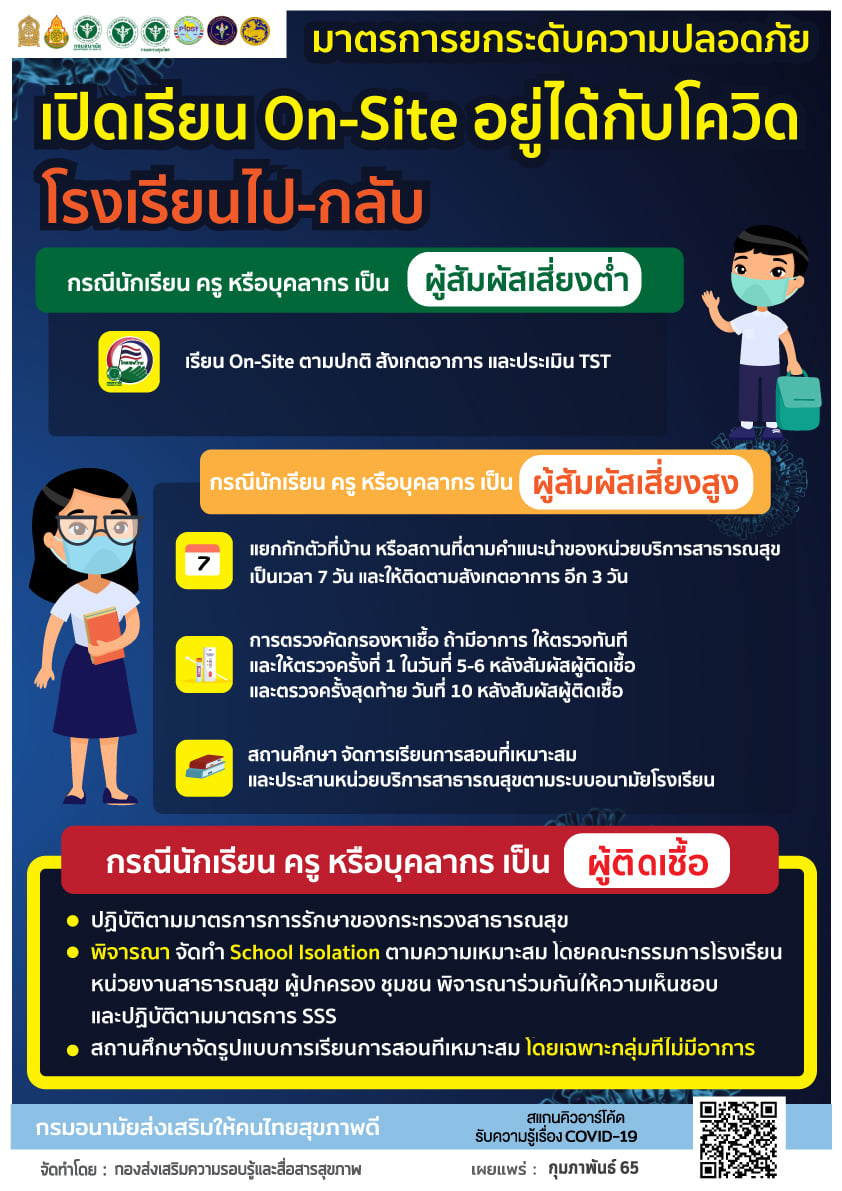 มาตรการยกระดับความปลอดภัย
เปิดเรียน On-Site อยู่ได้กับโควิด
โรงเรียนไป-กลับ
กรณีนักเรียน ครู หรือบุคลากร เป็น ผู้สัมผัสเสี่ยงต่ำ
เรียน On-Site ตามปกติ สังเกตอาการ และประเมิน TST
กรณีนักเรียน ครู หรือบุคลากร เป็น ผู้สัมผัสเสี่ยงสูง
7
แยกกักตัวที่บ้าน หรือสถานที่ตามคำแนะนำของหน่วยบริการสาธารณสุข
เป็นเวลา 7 วัน และให้ติดตามสังเกตอาการ อีก 3 วัน
การตรวจคัดกรองหาเชื้อ ถ้ามีอาการ ให้ตรวจทันที
และให้ตรวจครั้งที่ 1 ในวันที่ 5-6 หลังสัมผัสผู้ติดเชื้อ
และตรวจครั้งสุดท้าย วันที่ 10 หลังสัมผัสผู้ติดเชื้อ
สถานศึกษา จัดการเรียนการสอนที่เหมาะสม
และประสานหน่วยบริการสาธารณสุขตามระบบอนามัยโรงเรียน
กรณีนักเรียน ครู หรือบุคลากร เป็น ผู้ติดเชื้อ
ปฏิบัติตามมาตรการการรักษาของกระทรวงสาธารณสุข
พิจารณา จัดทำ School Isolation ตามความเหมาะสม โดยคณะกรรมการโรงเรียน
หน่วยงานสาธารณสุข ผู้ปกครอง ชุมชน พิจารณาร่วมกันให้ความเห็นชอบ
และปฏิบัติตามมาตรการ SSS
สถานศึกษาจัดรูปแบบการเรียนการสอนทีเหมาะสม โดยเฉพาะกลุ่มทีไม่มีอาการ
กรมอนามัยส่งเสริมให้คนไทยสุขภาพดี
สแกนคิวอาร์โค้ด
รับความรู้เรื่อง COVID-19
จัดทำโดย : กองส่งเสริมความรอบรู้และสื่อสารสุขภาพ
เผยแพร่ : กุมภาพันธ์ 65